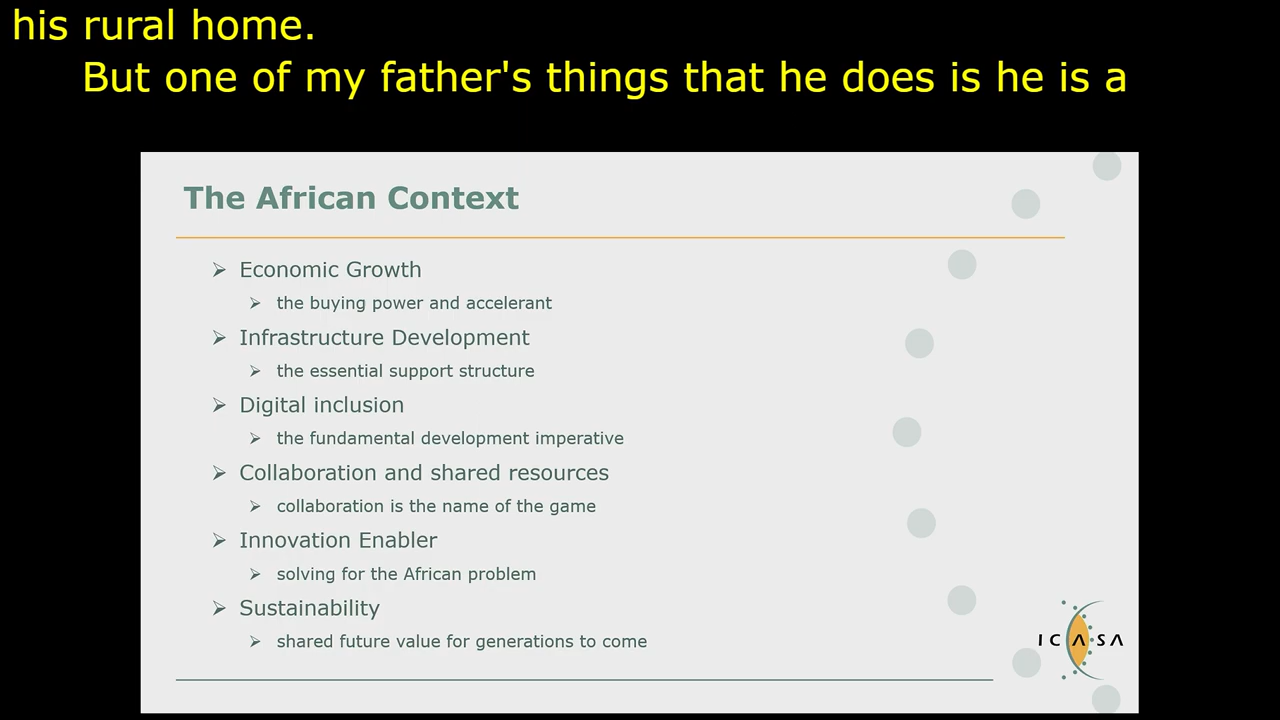 his rural home.
But one of my father's things that he does is he is a
The African Context
Economic Growth
the buying power and accelerant
Infrastructure Development
the essential support structure
Digital inclusion
the fundamental development imperative
Collaboration and shared resources
collaboration is the name of the game
Innovation Enabler
solving for the African problem
Sustainability
shared future value for generations to come
ICASA